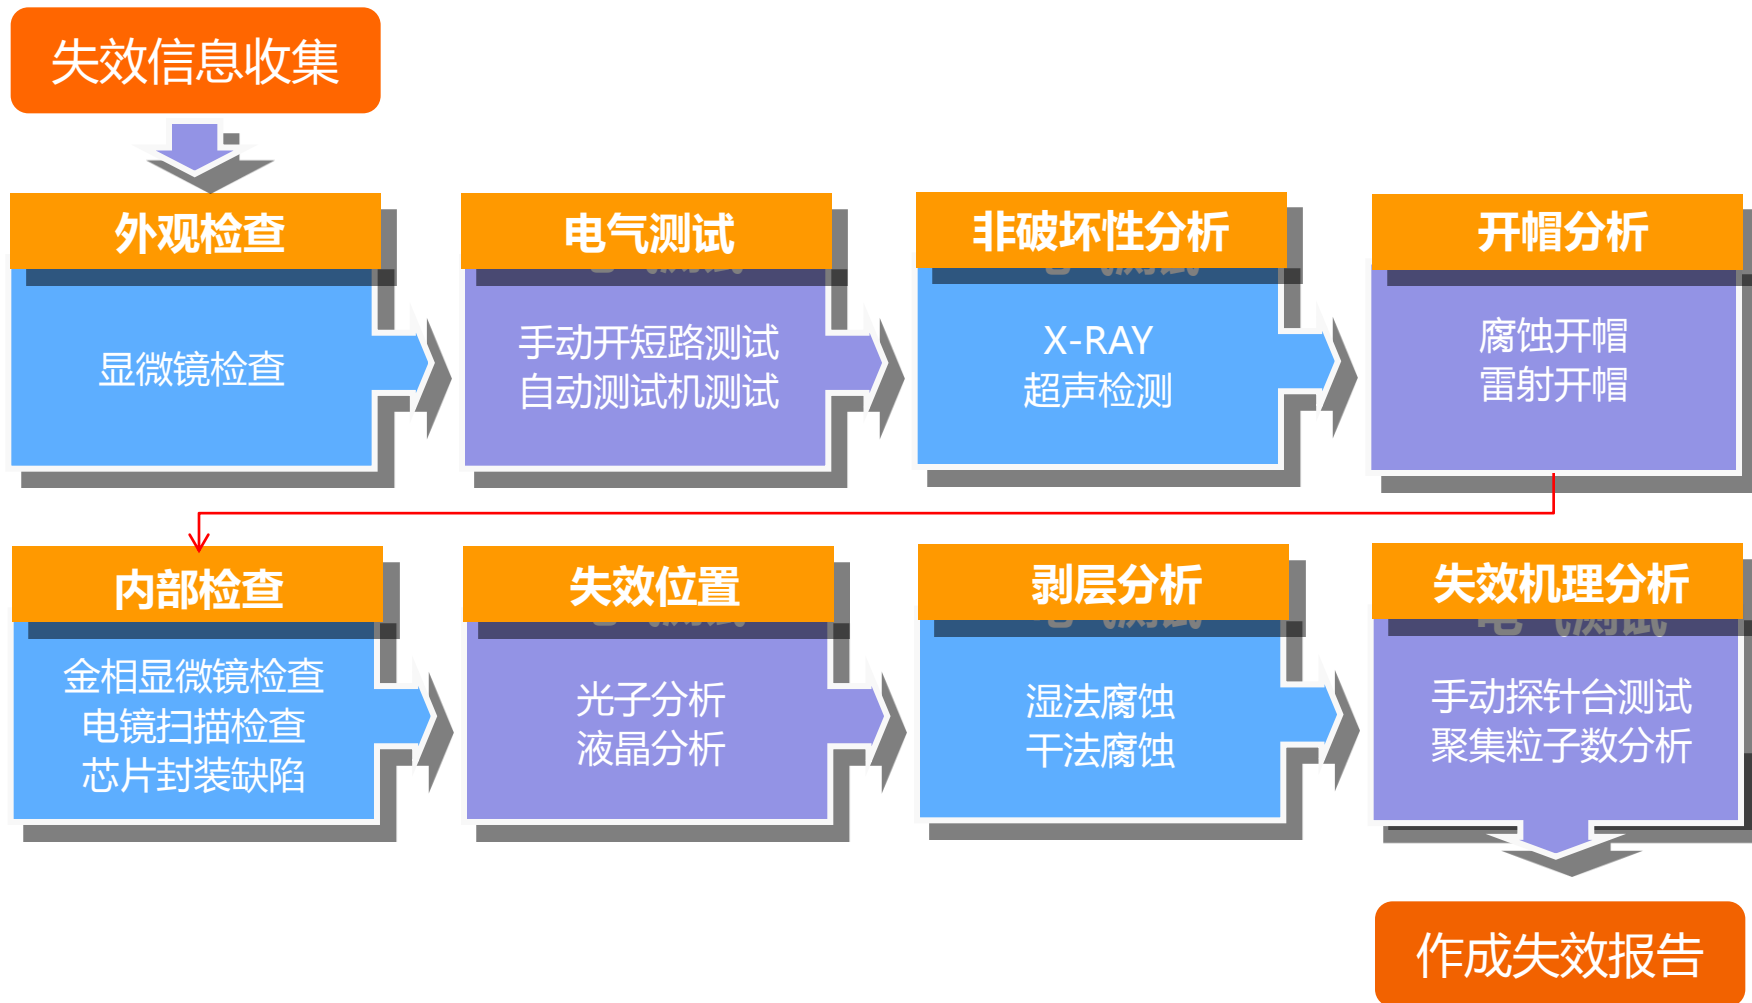 失效信息收集
外观检查
显微镜检查
电气测试
手动开短路测试
自动测试机测试
非破坏性分析
X-RAY
超声检测
开帽分析
腐蚀开帽
雷射开帽
内部检查
金相显微镜检查
电镜扫描检查
芯片封装缺陷
失效位置
光子分析
液晶分析
剥层分析
湿法腐蚀
干法腐蚀
失效机理分析
电气测试
手动探针台测试
聚集粒子数分析
作成失效报告